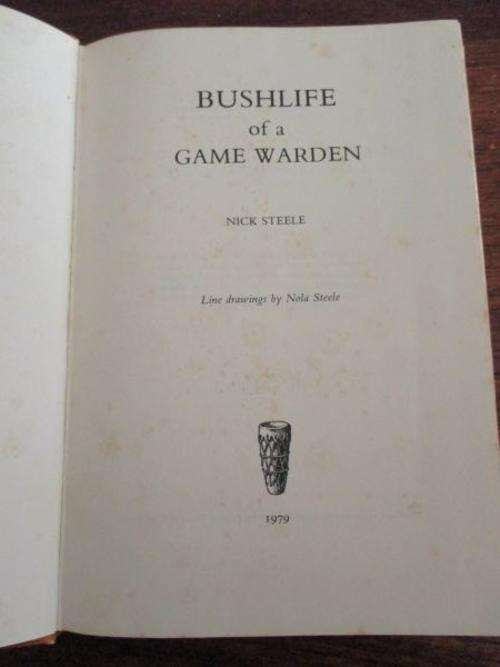 BUSHLIFE
of a
GAME WARDEN
NICK STEELE
Line drawings by Nola Steele
1979